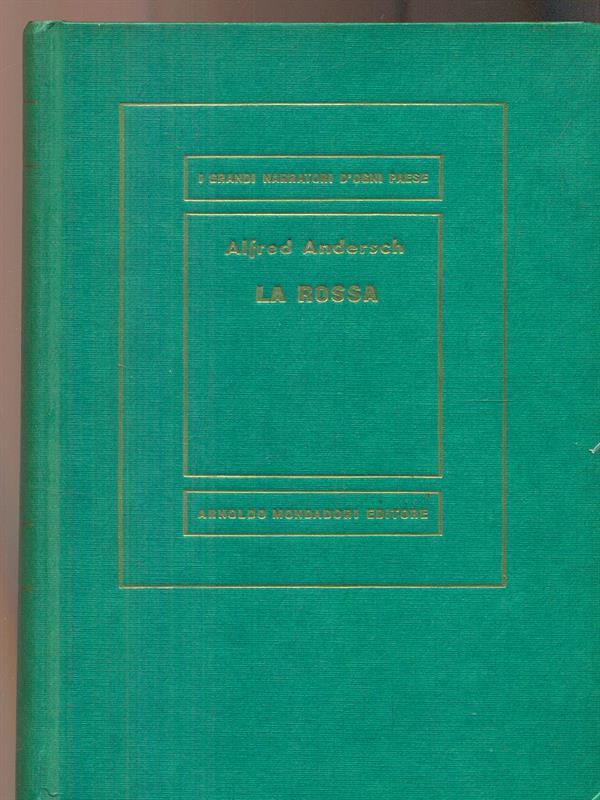 I GRANDI NARRATORI D'OGNI PAESE
Alfred Andersch
LA ROSSA
ARNOLDO MONDADORI EDITORE